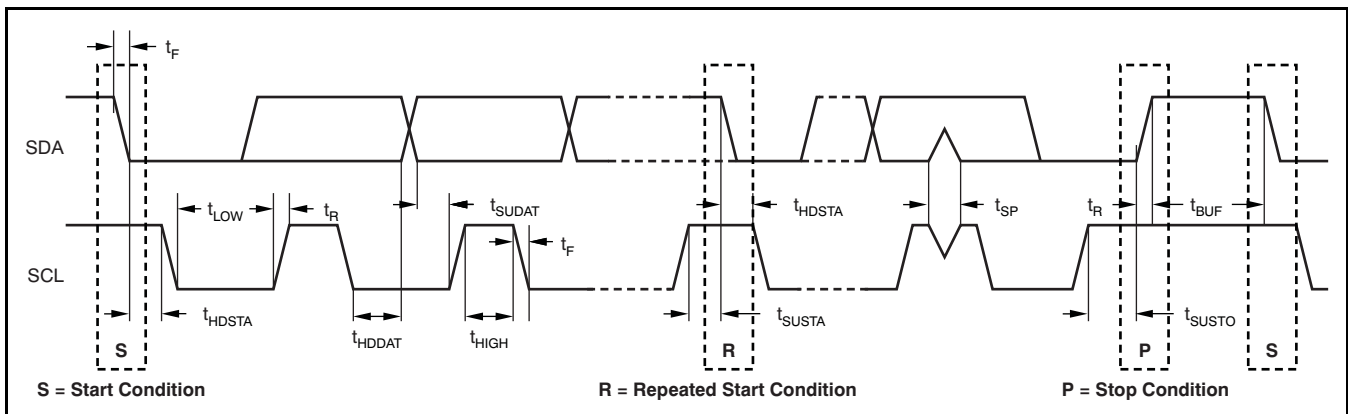 tF
SDA
tLOW
tR
tSUDAT
tHDSTA
tSP
tR
tBUF
tF
SCL
tHDSTA
tHDDAT
tHIGH
tSUSTA
tSUSTO
S
R
P
S
S = Start Condition
R = Repeated Start Condition
P = Stop Condition